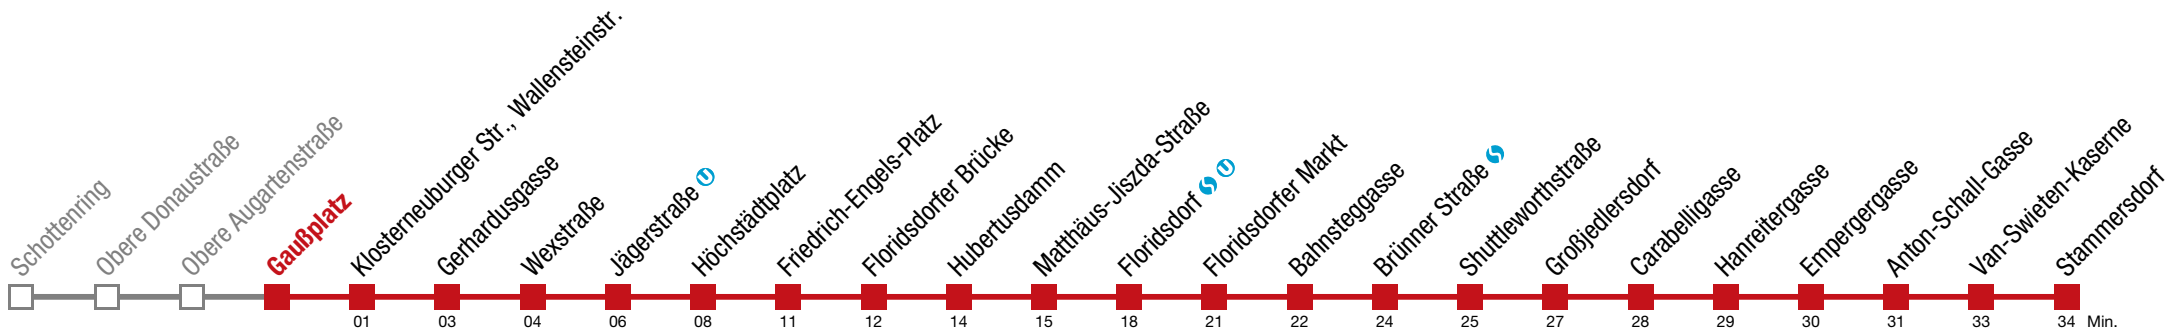 Schottenring
Obere Donaustraße
Obere Augartenstraße
Gaußplatz
Klosterneuburger Str., Wallensteinstr.
Gerhardusgasse
Wexstraße
Jägerstraße U
Höchstädtplatz
Friedrich-Engels-Platz
Floridsdorfer Brücke
Hubertusdamm
Matthäus-Jiszda-Straße
Floridsdorf S U
Floridsdorfer Markt
Bahnsteggasse
Brünner Straße S
Shuttleworthstraße
Großjedlersdorf
Carabelligasse
Hanreitergasse
Empergergasse
Anton-Schall-Gasse
Van-Swieten-Kaserne
Stammersdorf
01 03 04 06 08 11 12 14 15 18 21 22 24 25 27 28 29 30 31 33 34 Min.